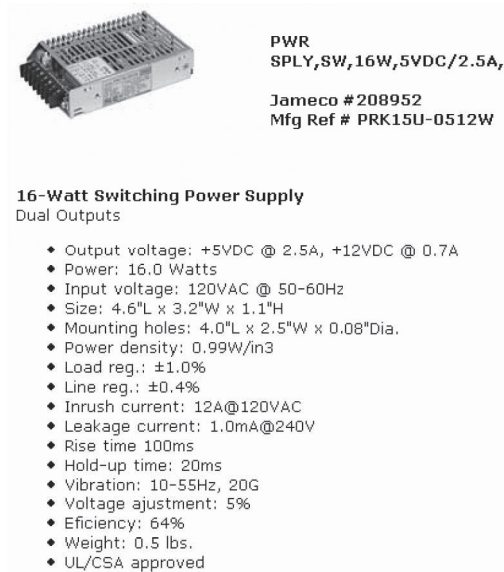 PWR
SPLY,SW,16W,5VDC/2.5A,
Jameco #208952
Mfg Ref # PRK15U-0512W
16-Watt Switching Power Supply
Dual Outputs
◆ Output voltage: +5VDC @ 2.5A, +12VDC @ 0.7A
◆ Power: 16.0 Watts
◆ Input voltage: 120VAC @ 50-60Hz
◆ Size: 4.6"L x 3.2"W x 1.1"H
◆ Mounting holes: 4.0"L x 2.5"W x 0.08"Dia.
◆ Power density: 0.99W/in3
◆ Load reg.: ±1.0%
◆ Line reg.: ±0.4%
◆ Inrush current: 12A@120VAC
◆ Leakage current: 1.0mA@240V
◆ Rise time 100ms
◆ Hold-up time: 20ms
◆ Vibration: 10-55Hz, 20G
◆ Voltage ajustment: 5%
◆ Eficiency: 64%
◆ Weight: 0.5 lbs.
◆ UL/CSA approved